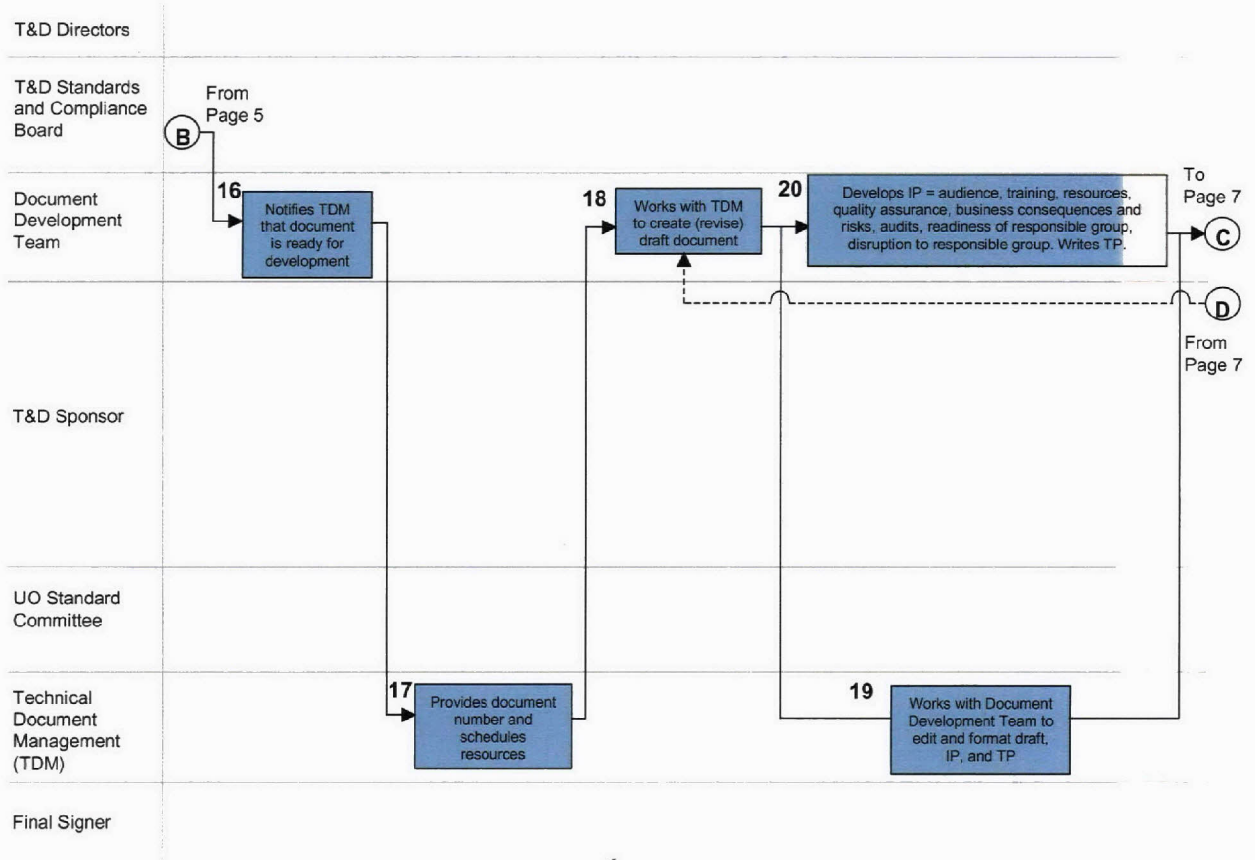 T&D Directors
T&D Standards
and Compliance
Board
From
Page 5
B
Document
Development
Team
16
Notifies TDM
that document
is ready for
development
18
Works with TDM
to create (revise)
draft document
20
Develops IP = audience, training, resources,
quality assurance, business consequences and
risks, audits, readiness of responsible group,
disruption to responsible group. Writes TP.
To
Page 7
C
D
From
Page 7
T&D Sponsor
UO Standard
Committee
Technical
Document
Management
(TDM)
17
Provides document
number and
schedules
resources
19
Works with Document
Development Team to
edit and format draft,
IP, and TP
Final Signer